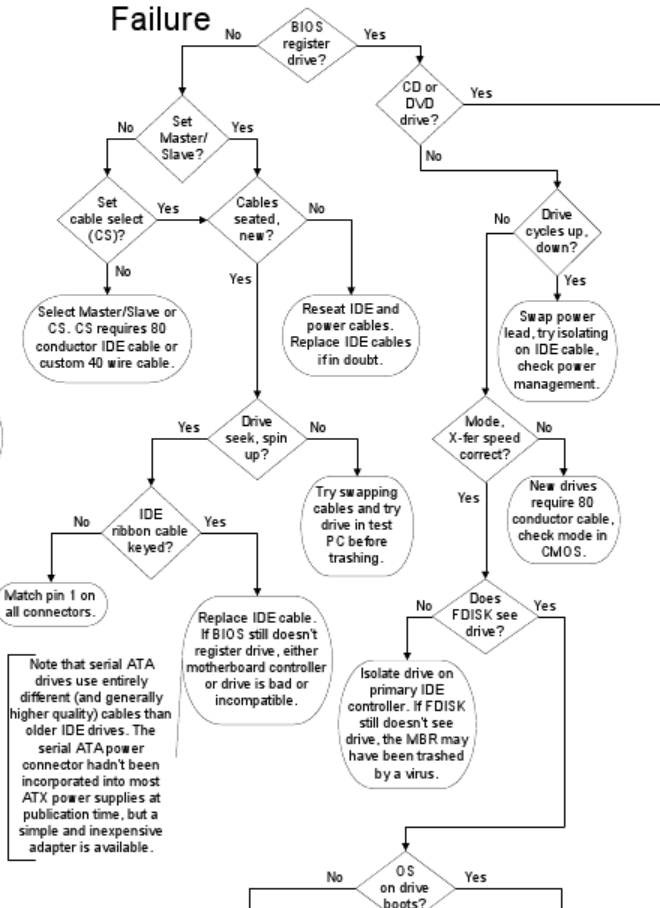 Failure
BIOS
register
drive?
No
Yes
CD or
DVD
drive?
Yes
No
Set
Master/
Slave?
No
Yes
Set
cable select
(CS)?
Yes
No
Cables
seated,
new?
No
Yes
Drive
cycles up,
down?
No
Yes
Select Master/Slave or
CS. CS requires 80
conductor IDE cable or
custom 40 wire cable.
Reseat IDE and
power cables.
Replace IDE cables
if in doubt.
Swap power
lead, try isolating
on IDE cable,
check power
management.
Drive
seek, spin
up?
Yes
No
Mode,
X-fer speed
correct?
No
Yes
Try swapping
cables and try
drive in test
PC before
trashing.
New drives
require 80
conductor cable,
check mode in
CMOS.
IDE
ribbon cable
keyed?
No
Yes
Match pin 1 on
all connectors.
Replace IDE cable.
If BIOS still doesn't
register drive, either
motherboard controller
or drive is bad or
incompatible.
Does
FDISK see
drive?
No
Yes
Isolate drive on
primary IDE
controller. If FDISK
still doesn't see
drive, the MBR may
have been trashed
by a virus.
Note that serial ATA
drives use entirely
different (and generally
higher quality) cables than
older IDE drives. The
serial ATA power
connector hadn't been
incorporated into most
ATX power supplies at
publication time, but a
simple and inexpensive
adapter is available.
OS
on drive
boots?
No
Yes